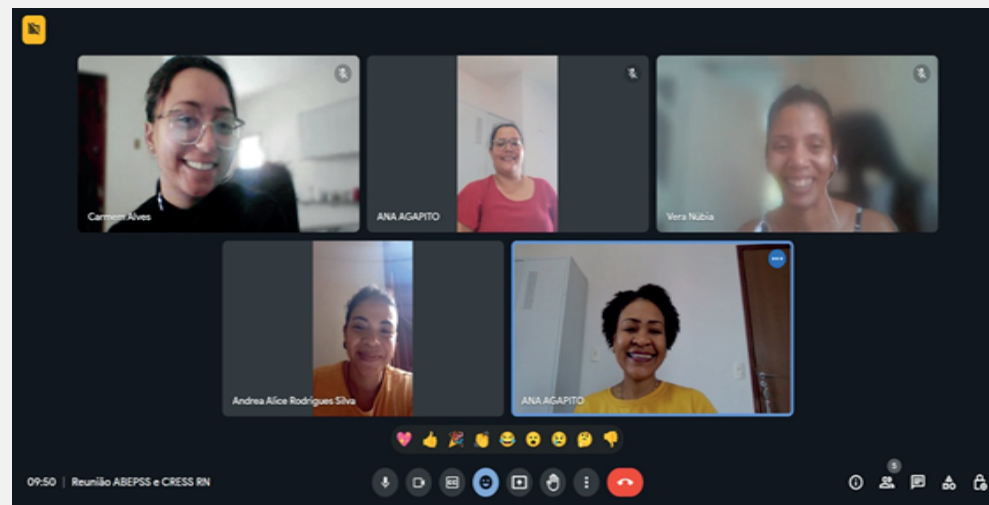 Carmem Alves
ANA AGAPITO
Vera Núbia
Andrea Alice Rodrigues Silva
ANA AGAPITO
5
09:50 | Reunião ABEPSS e CRESS RN